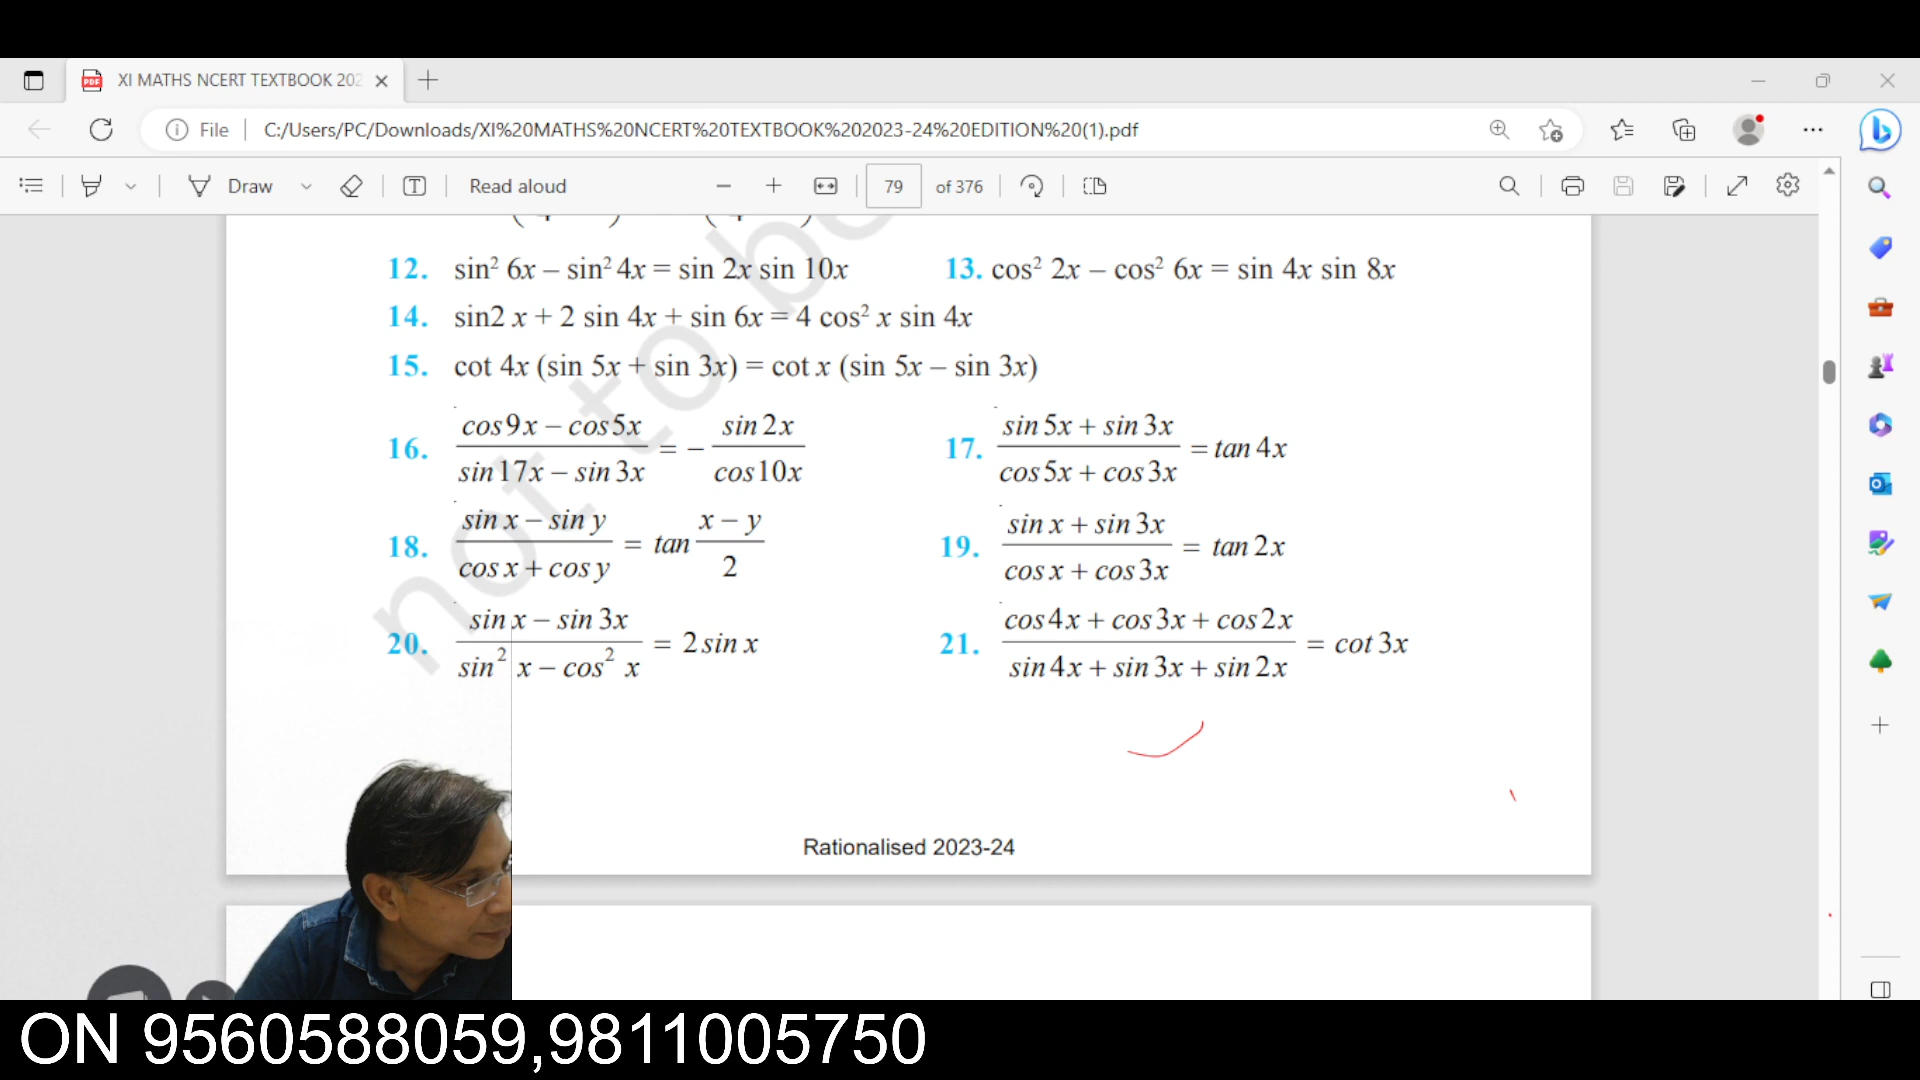 XI MATHS NCERT TEXTBOOK 202
File C:/Users/PC/Downloads/XI%20MATHS%20NCERT%20TEXTBOOK%202023-24%20EDITION%20(1).pdf
Draw Read aloud 79 of 376
12. sin² 6x – sin² 4x = sin 2x sin 10x 13. cos² 2x – cos² 6x = sin 4x sin 8x
14. sin2 x + 2 sin 4x + sin 6x = 4 cos² x sin 4x
15. cot 4x (sin 5x + sin 3x) = cot x (sin 5x – sin 3x)
16. (cos 9x – cos 5x)/(sin 17x – sin 3x) = – sin 2x/cos 10x 17. (sin 5x + sin 3x)/(cos 5x + cos 3x) = tan 4x
18. (sin x – sin y)/(cos x + cos y) = tan (x – y)/2 19. (sin x + sin 3x)/(cos x + cos 3x) = tan 2x
20. (sin x – sin 3x)/(sin² x – cos² x) = 2 sin x 21. (cos 4x + cos 3x + cos 2x)/(sin 4x + sin 3x + sin 2x) = cot 3x
not to be
Rationalised 2023-24
ON 9560588059,9811005750